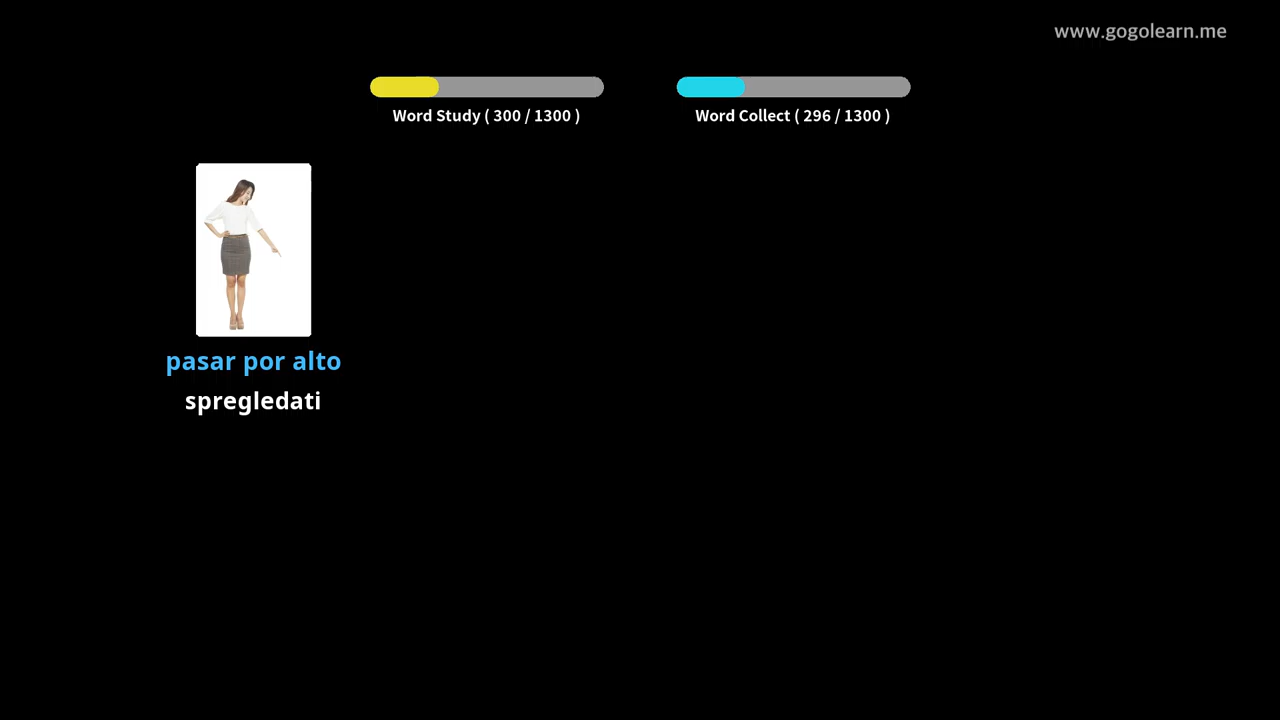 www.gogolearn.me
Word Study ( 300 / 1300 )
Word Collect ( 296 / 1300 )
pasar por alto
spregledati